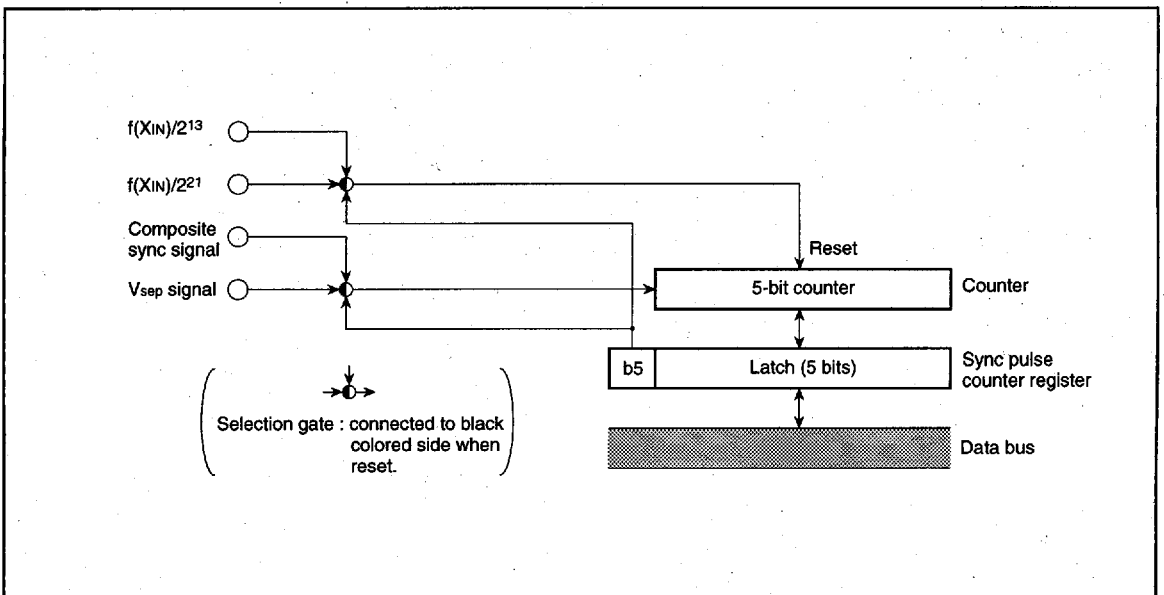 f(XIN)/2¹³
f(XIN)/2²¹
Composite
sync signal
Vsep signal
Reset
5-bit counter
Counter
b5
Latch (5 bits)
Sync pulse
counter register
Data bus
Selection gate : connected to black
colored side when
reset.